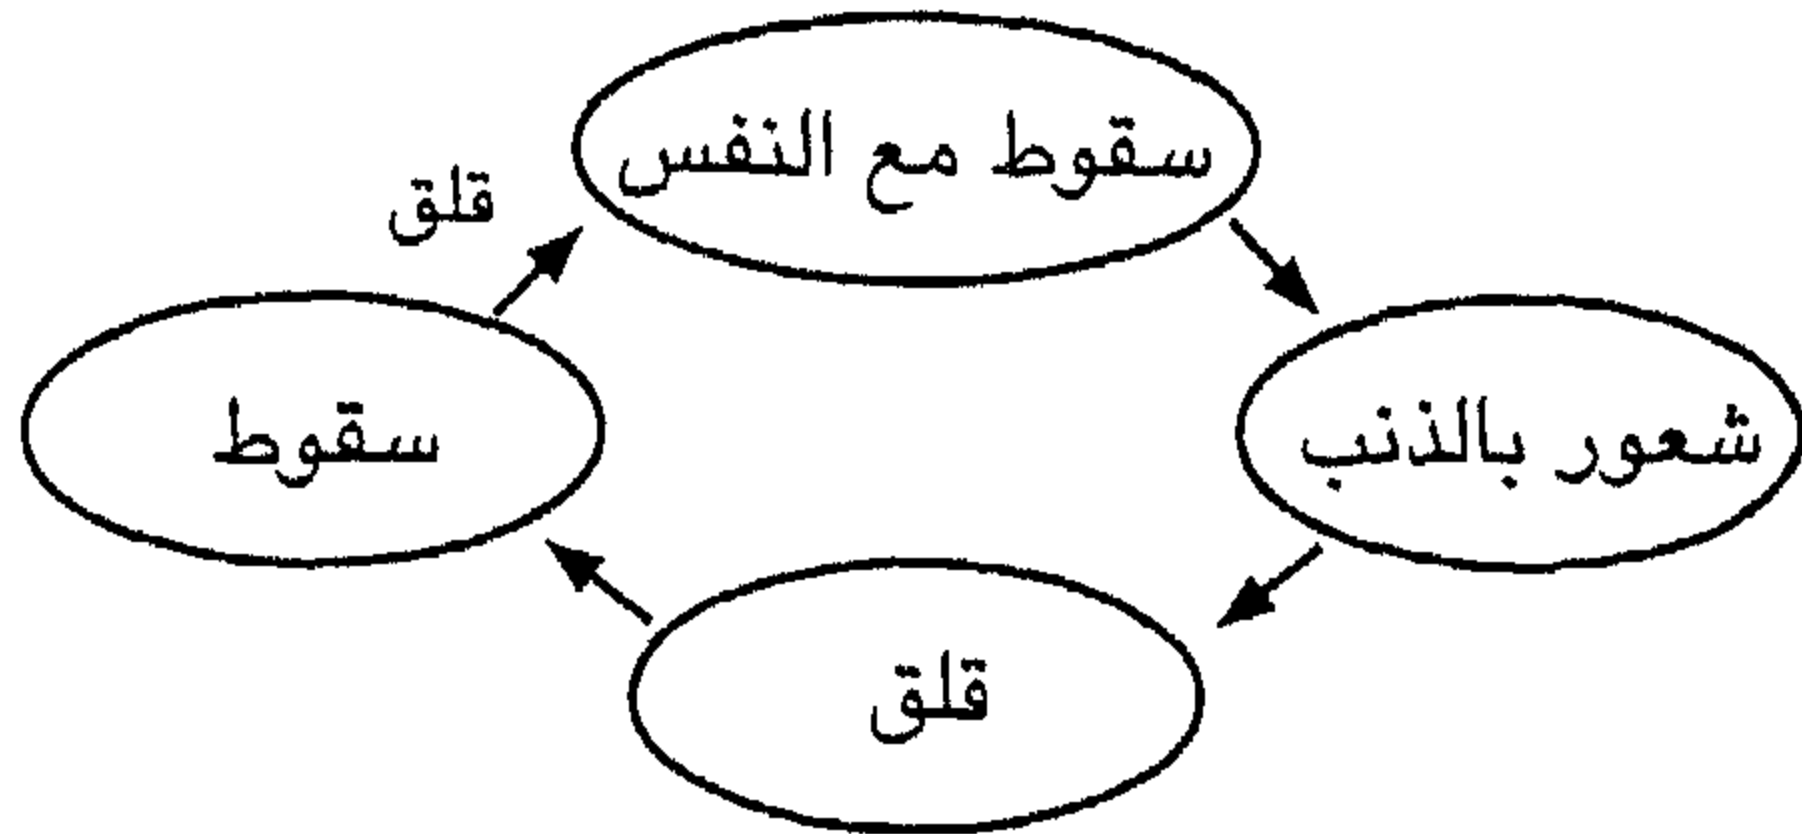 سقوط مع النفس
قلق
شعور بالذنب
سقوط
قلق